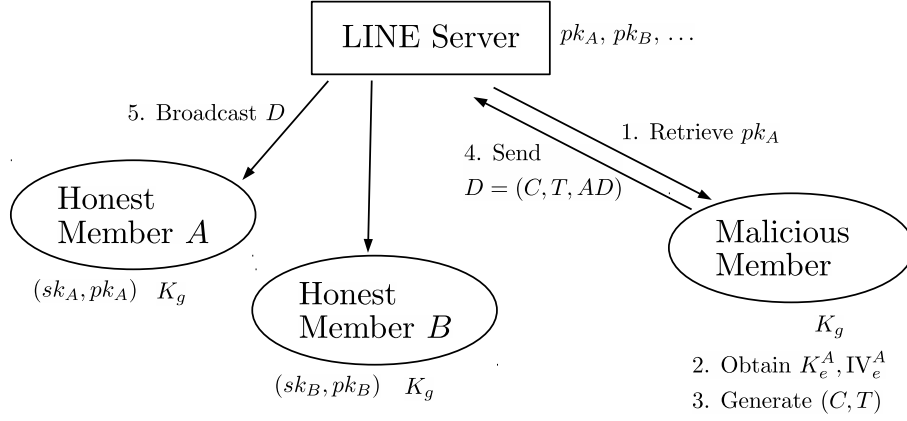 LINE Server
pk_A, pk_B, ...
5. Broadcast D
1. Retrieve pk_A
4. Send
D = (C, T, AD)
Honest
Member A
(sk_A, pk_A) K_g
Malicious
Member
Honest
Member B
(sk_B, pk_B) K_g
K_g
2. Obtain K_e^A, IV_e^A
3. Generate (C, T)